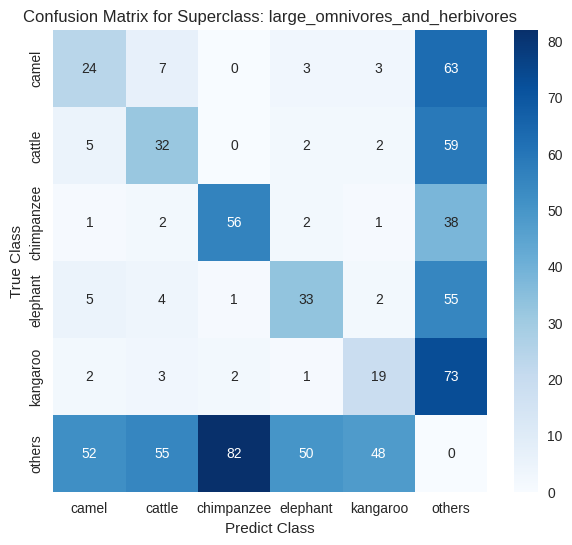 Confusion Matrix for Superclass: large_omnivores_and_herbivores
True Class
camel 24 7 0 3 3 63
cattle 5 32 0 2 2 59
chimpanzee 1 2 56 2 1 38
elephant 5 4 1 33 2 55
kangaroo 2 3 2 1 19 73
others 52 55 82 50 48 0
camel cattle chimpanzee elephant kangaroo others
Predict Class
80
70
60
50
40
30
20
10
0